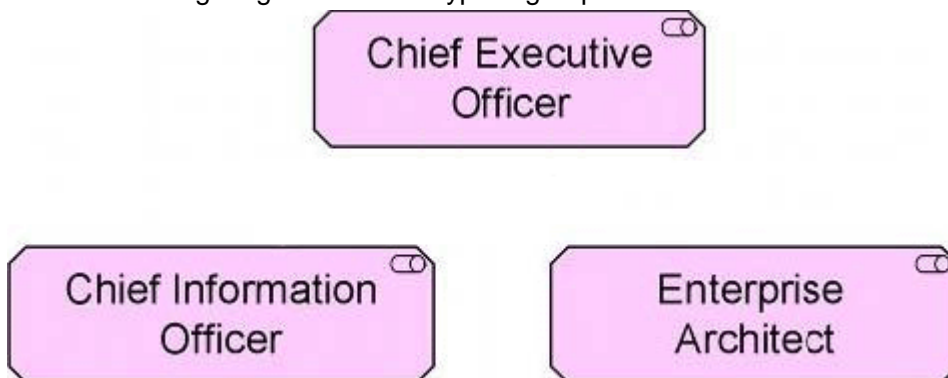 Chief Executive
Officer
Chief Information
Officer
Enterprise
Architect